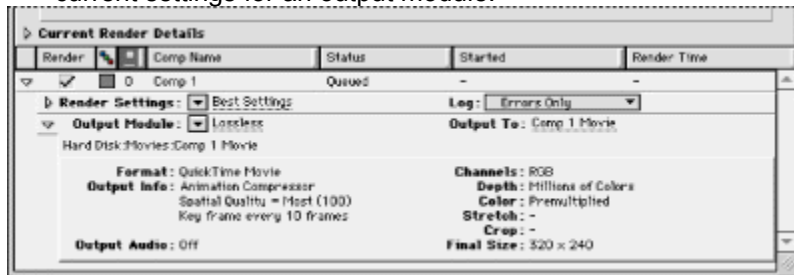 current settings for an output module.
Current Render Details
Render Comp Name Status Started Render Time
0 Comp 1 Queued - -
Render Settings: Best Settings Log: Errors Only
Output Module: Lossless Output To: Comp 1 Movie
Hard Disk:Movies:Comp 1 Movie
Format: QuickTime Movie Channels: RGB
Output Info: Animation Compressor Depth: Millions of Colors
Spatial Quality = Most (100) Color: Premultiplied
Key frame every 10 frames Stretch: -
Crop: -
Output Audio: Off Final Size: 320 x 240